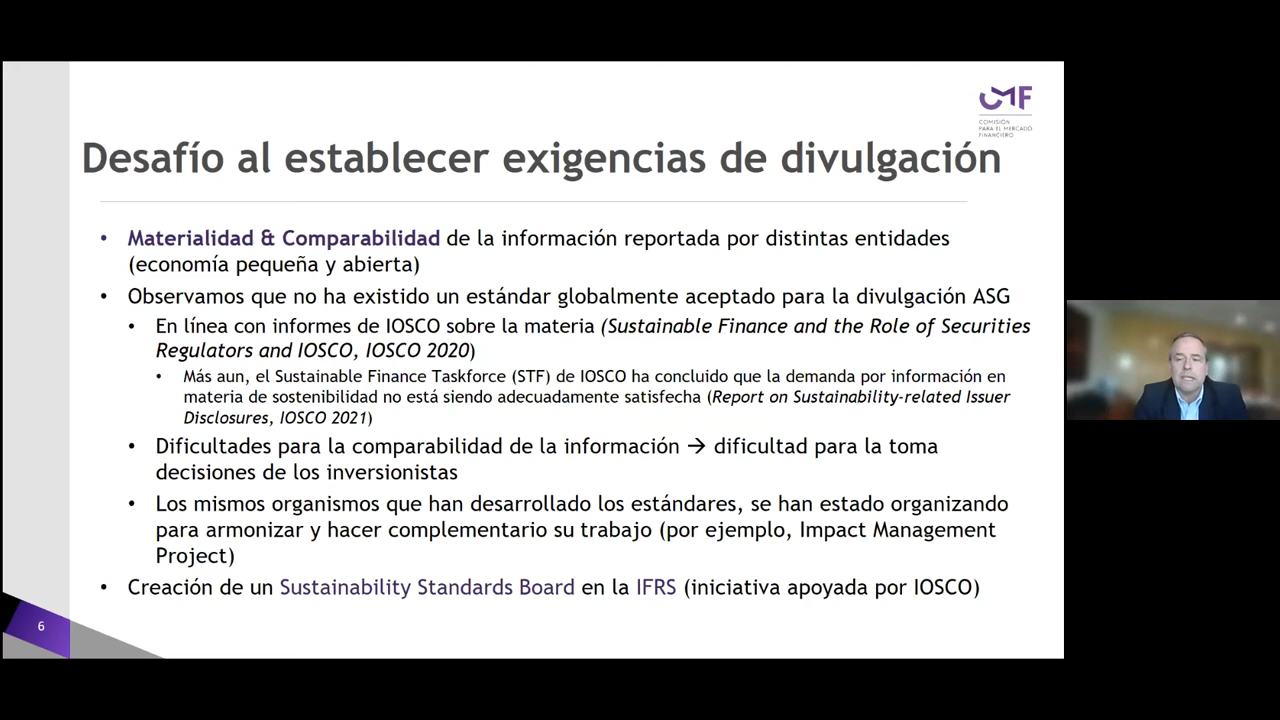 CMF
COMISIÓN
PARA EL MERCADO
FINANCIERO
Desafío al establecer exigencias de divulgación
• Materialidad & Comparabilidad de la información reportada por distintas entidades
(economía pequeña y abierta)
• Observamos que no ha existido un estándar globalmente aceptado para la divulgación ASG
• En línea con informes de IOSCO sobre la materia (Sustainable Finance and the Role of Securities
Regulators and IOSCO, IOSCO 2020)
• Más aun, el Sustainable Finance Taskforce (STF) de IOSCO ha concluido que la demanda por información en
materia de sostenibilidad no está siendo adecuadamente satisfecha (Report on Sustainability-related Issuer
Disclosures, IOSCO 2021)
• Dificultades para la comparabilidad de la información → dificultad para la toma
decisiones de los inversionistas
• Los mismos organismos que han desarrollado los estándares, se han estado organizando
para armonizar y hacer complementario su trabajo (por ejemplo, Impact Management
Project)
• Creación de un Sustainability Standards Board en la IFRS (iniciativa apoyada por IOSCO)
6